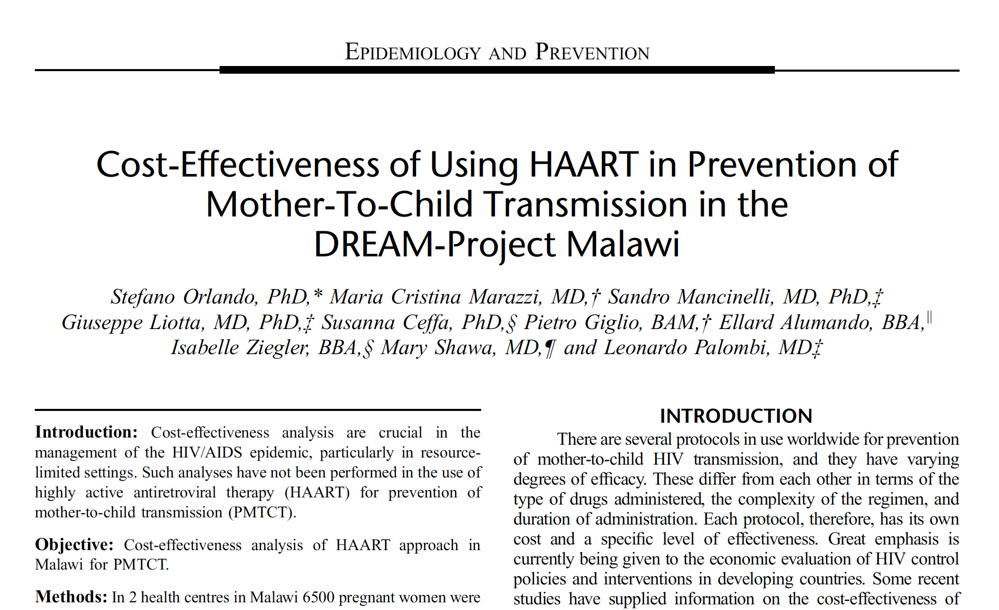 EPIDEMIOLOGY AND PREVENTION
Cost-Effectiveness of Using HAART in Prevention of
Mother-To-Child Transmission in the
DREAM-Project Malawi
Stefano Orlando, PhD,* Maria Cristina Marazzi, MD,† Sandro Mancinelli, MD, PhD,‡
Giuseppe Liotta, MD, PhD,‡ Susanna Ceffa, PhD,§ Pietro Giglio, BAM,† Ellard Alumando, BBA,‖
Isabelle Ziegler, BBA,§ Mary Shawa, MD,¶ and Leonardo Palombi, MD‡
Introduction: Cost-effectiveness analysis are crucial in the
management of the HIV/AIDS epidemic, particularly in resource-
limited settings. Such analyses have not been performed in the use of
highly active antiretroviral therapy (HAART) for prevention of
mother-to-child transmission (PMTCT).
Objective: Cost-effectiveness analysis of HAART approach in
Malawi for PMTCT.
Methods: In 2 health centres in Malawi 6500 pregnant women were
INTRODUCTION
There are several protocols in use worldwide for prevention
of mother-to-child HIV transmission, and they have varying
degrees of efficacy. These differ from each other in terms of the
type of drugs administered, the complexity of the regimen, and
duration of administration. Each protocol, therefore, has its own
cost and a specific level of effectiveness. Great emphasis is
currently being given to the economic evaluation of HIV control
policies and interventions in developing countries. Some recent
studies have supplied information on the cost-effectiveness of